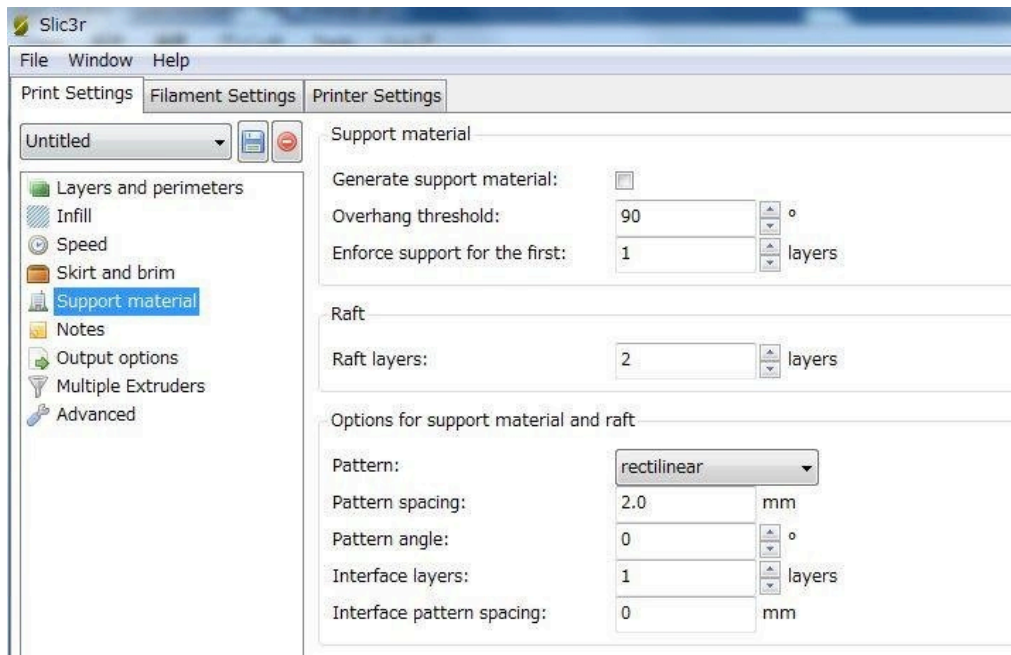 Slic3r
File Window Help
Print Settings Filament Settings Printer Settings
Untitled
Layers and perimeters
Infill
Speed
Skirt and brim
Support material
Notes
Output options
Multiple Extruders
Advanced
Support material
Generate support material:
Overhang threshold: 90 °
Enforce support for the first: 1 layers
Raft
Raft layers: 2 layers
Options for support material and raft
Pattern: rectilinear
Pattern spacing: 2.0 mm
Pattern angle: 0 °
Interface layers: 1 layers
Interface pattern spacing: 0 mm